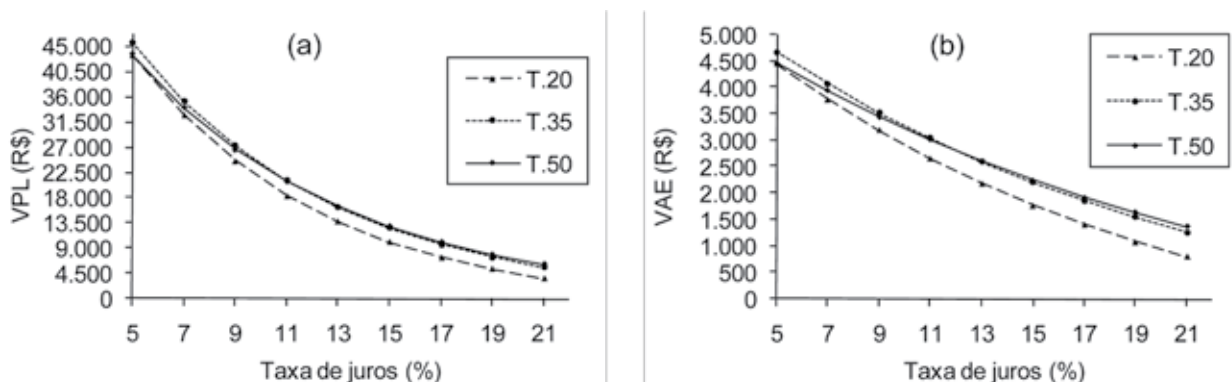 (a)
VPL (R$)
45.000
40.500
36.000
31.500
27.000
22.500
18.000
13.500
9.000
4.500
0
5 7 9 11 13 15 17 19 21
Taxa de juros (%)
T.20
T.35
T.50
(b)
VAE (R$)
5.000
4.500
4.000
3.500
3.000
2.500
2.000
1.500
1.000
500
0
5 7 9 11 13 15 17 19 21
Taxa de juros (%)
T.20
T.35
T.50